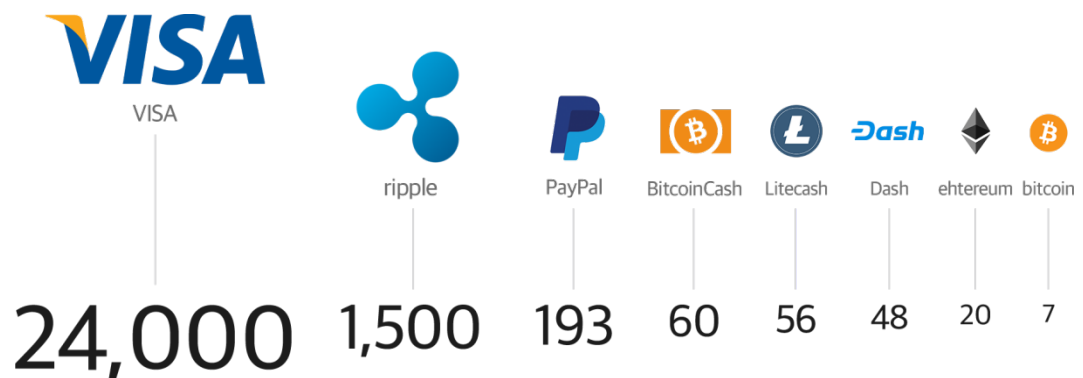 VISA
VISA ripple PayPal BitcoinCash Litecash Dash ehtereum bitcoin
Dash
24,000 1,500 193 60 56 48 20 7